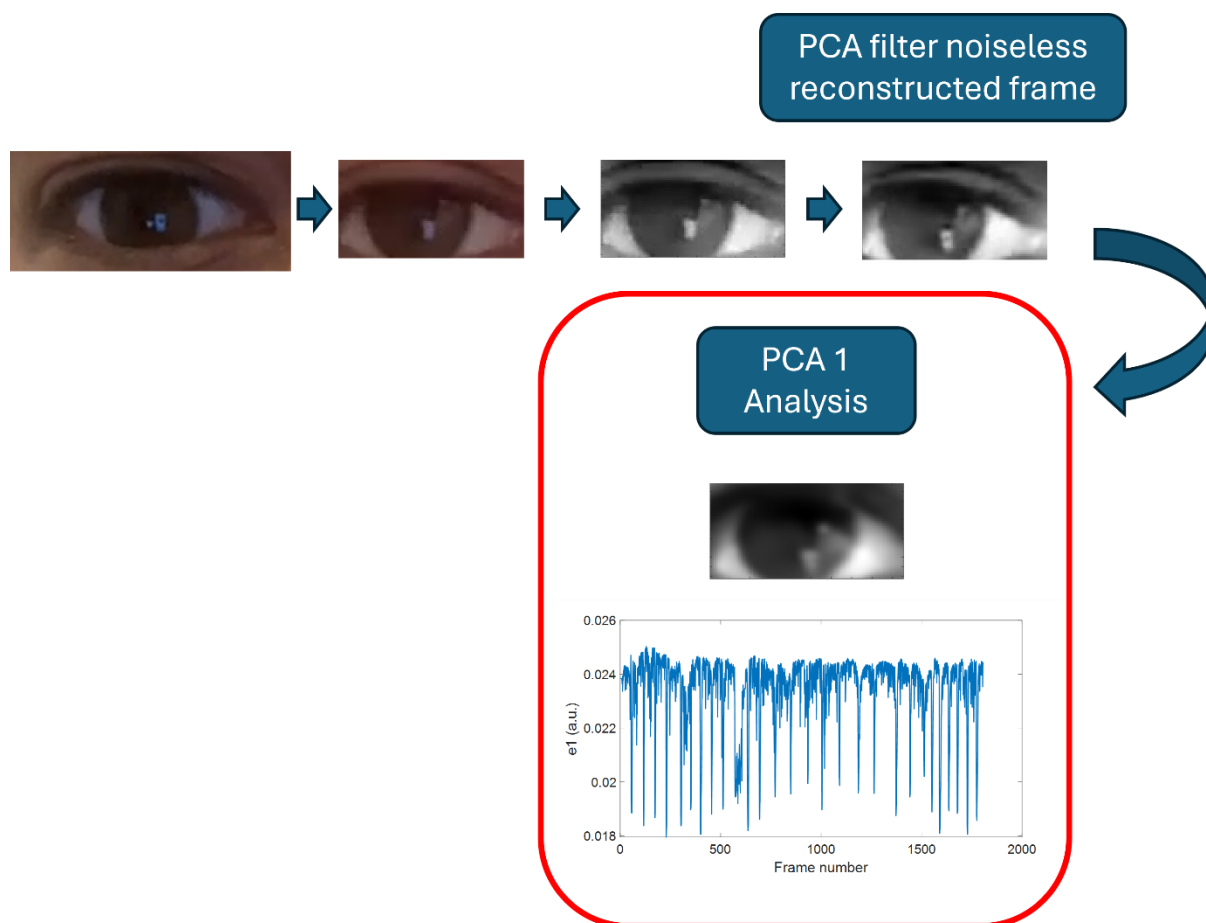 PCA filter noiseless
reconstructed frame
PCA 1
Analysis
0.026
0.024
0.022
0.02
0.018
e1 (a.u.)
0
500
1000
1500
2000
Frame number